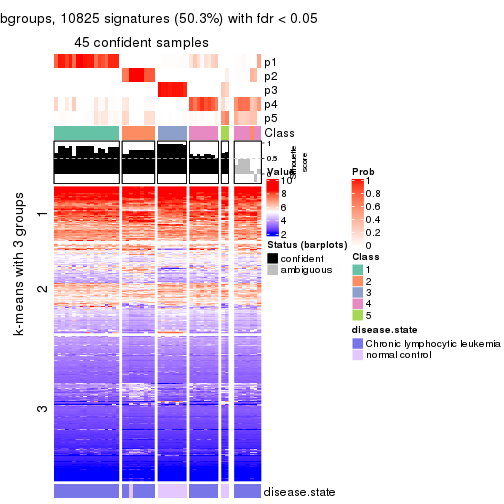 bgroups, 10825 signatures (50.3%) with fdr < 0.05
45 confident samples
p1
p2
p3
p4
p5
Class
1
0.5
0
Silhouette
score
k-means with 3 groups
1
2
3
disease.state
Value
10
8
6
4
2
Status (barplots)
confident
ambiguous
Prob
1
0.8
0.6
0.4
0.2
0
Class
1
2
3
4
5
disease.state
Chronic lymphocytic leukemia
normal control